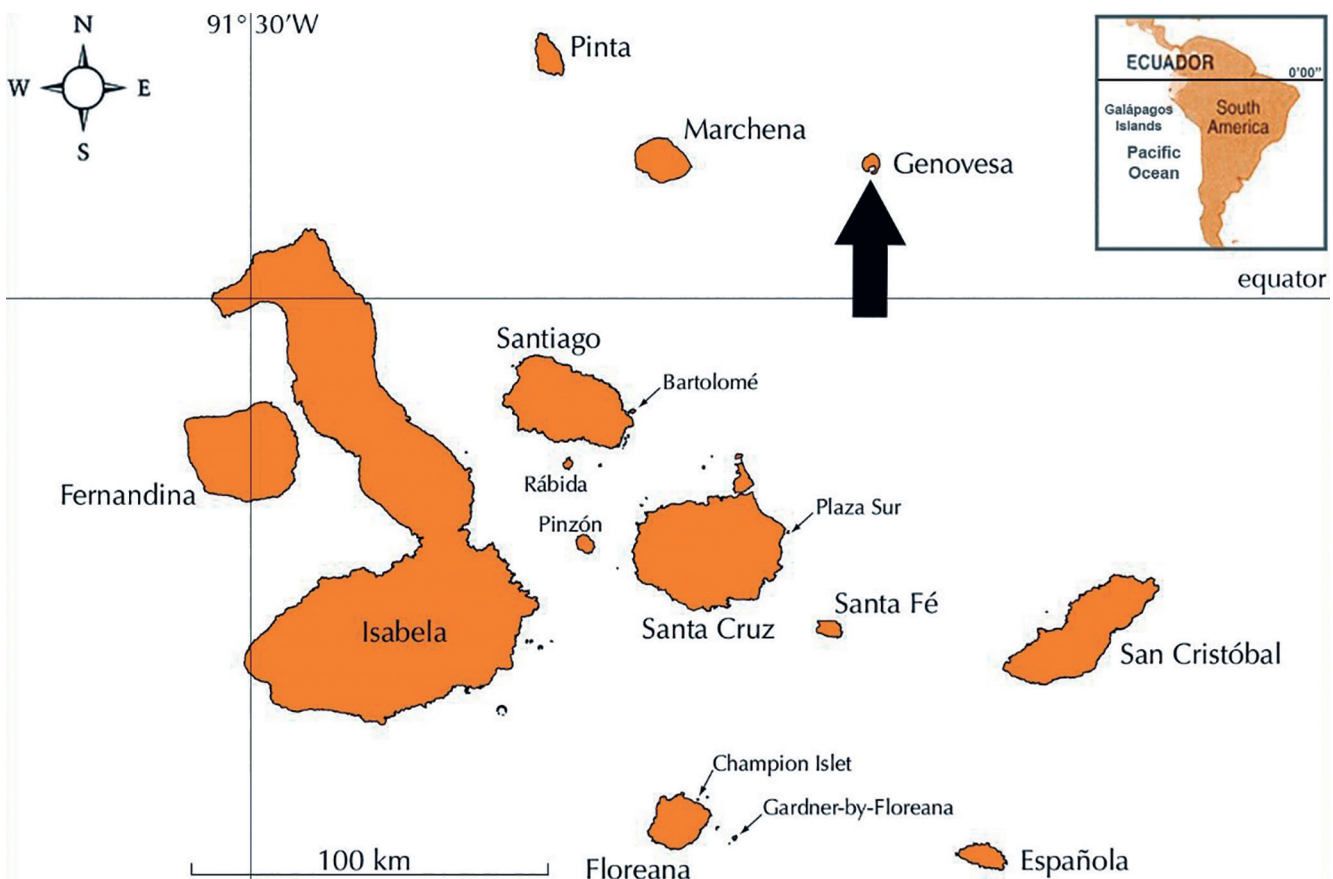 91° 30'W
N
W E
S
Pinta
Marchena
Genovesa
ECUADOR
0'00"
Galápagos
Islands
South
America
Pacific
Ocean
equator
Santiago
Bartolomé
Fernandina
Rábida
Pinzón
Plaza Sur
Santa Fé
Santa Cruz
Isabela
San Cristóbal
Champion Islet
Gardner-by-Floreana
100 km
Floreana
Española